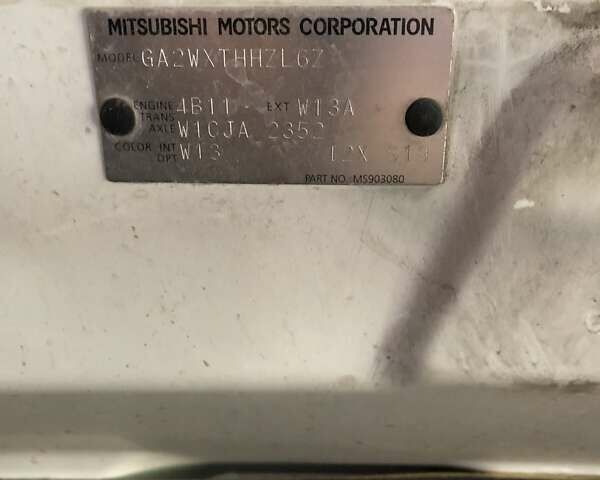 MITSUBISHI MOTORS CORPORATION
MODEL GA2WXTHHZL6Z
ENGINE 4B11 EXT W13A
TRANS
AXLE W1CJA 2352
COLOR INT W13
OPT
PART NO. MS903080